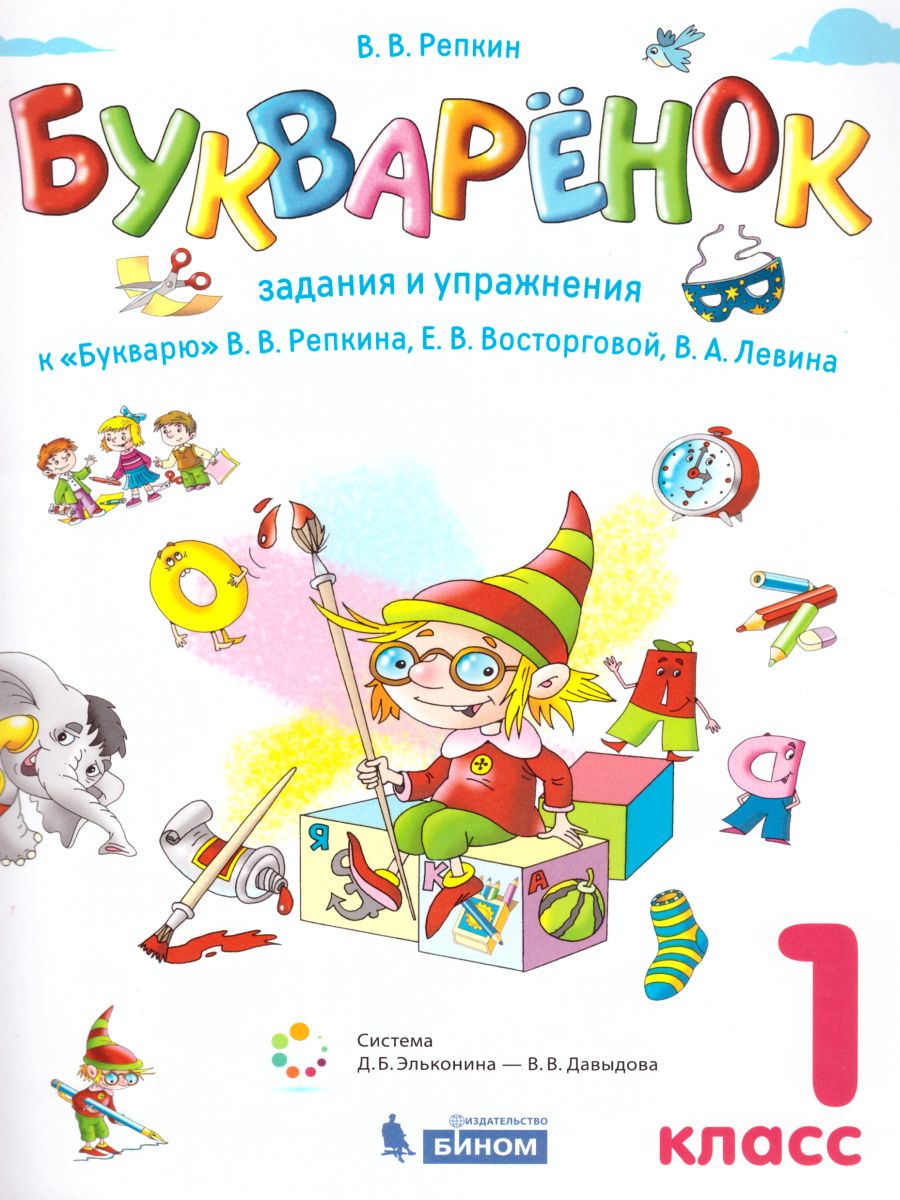 В. В. Репкин
БУКВАРЁНОК
задания и упражнения
к «Букварю» В. В. Репкина, Е. В. Восторговой, В. А. Левина
Я
К
А
1
класс
Система
Д. Б. Эльконина — В. В. Давыдова
ИЗДАТЕЛЬСТВО
БИНОМ